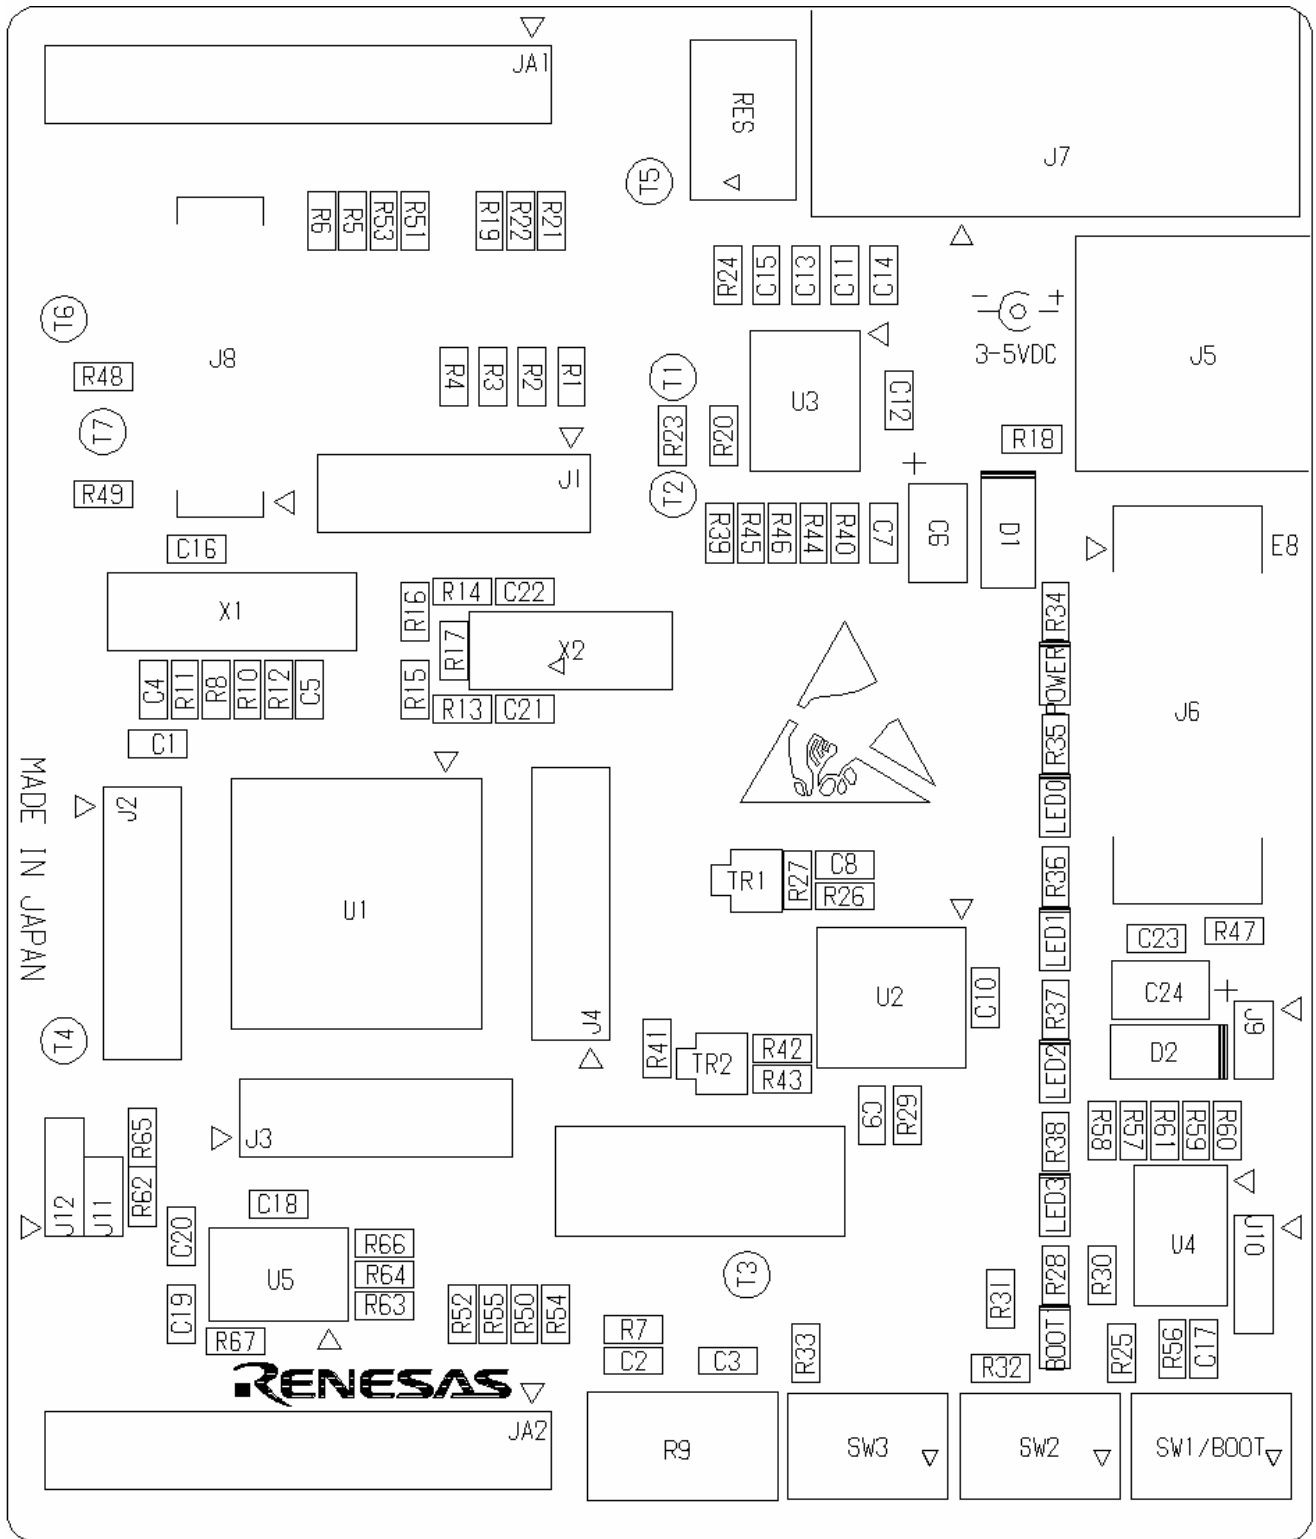 JA1
RES
J7
T5
R6
R5
R53
R51
R19
R22
R21
R24
C15
C13
C11
C14
T6
J8
R48
T7
R49
R4
R3
R2
R1
T1
R23
R20
T2
U3
C12
- +
3-5VDC
J5
R18
J1
+
C6
D1
R39
R45
R46
R44
R40
C7
E8
C16
X1
R16
R14
C22
R17
X2
R15
R13
C21
R34
POWER
R35
J6
C4
R11
R8
R10
R12
C5
C1
LED0
MADE IN JAPAN
J2
U1
J4
TR1
R27
C8
R26
R36
LED1
C23
R47
U2
C10
C24
+
J9
R37
T4
R41
TR2
R42
R43
LED2
D2
J3
C9
R29
R38
R58
R57
R61
R59
R60
J12
J11
R65
R62
C18
C20
U5
R66
R64
R63
C19
R67
T3
LED3
U4
J10
R31
R28
R30
R52
R55
R50
R54
R7
C2
C3
R33
BOOT
R32
R25
R56
C17
RENESAS
JA2
R9
SW3
SW2
SW1/BOOT